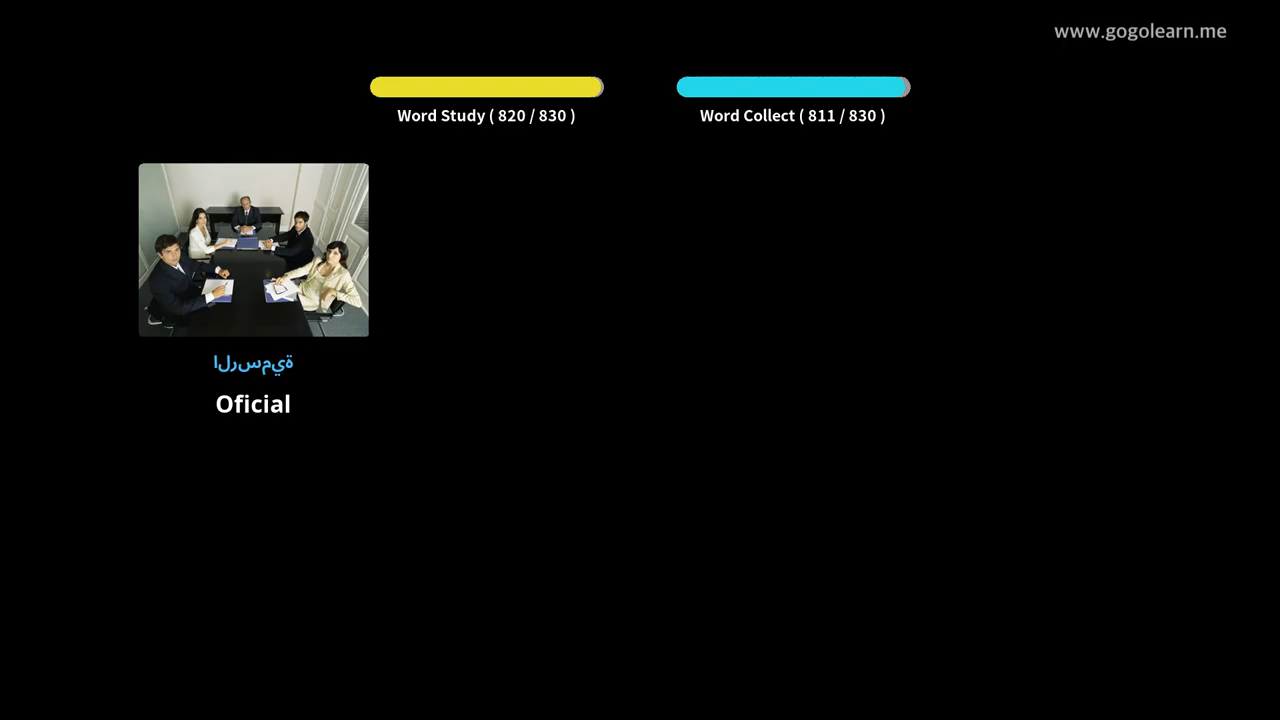 www.gogolearn.me
Word Study ( 820 / 830 )
Word Collect ( 811 / 830 )
الرسمية
Oficial